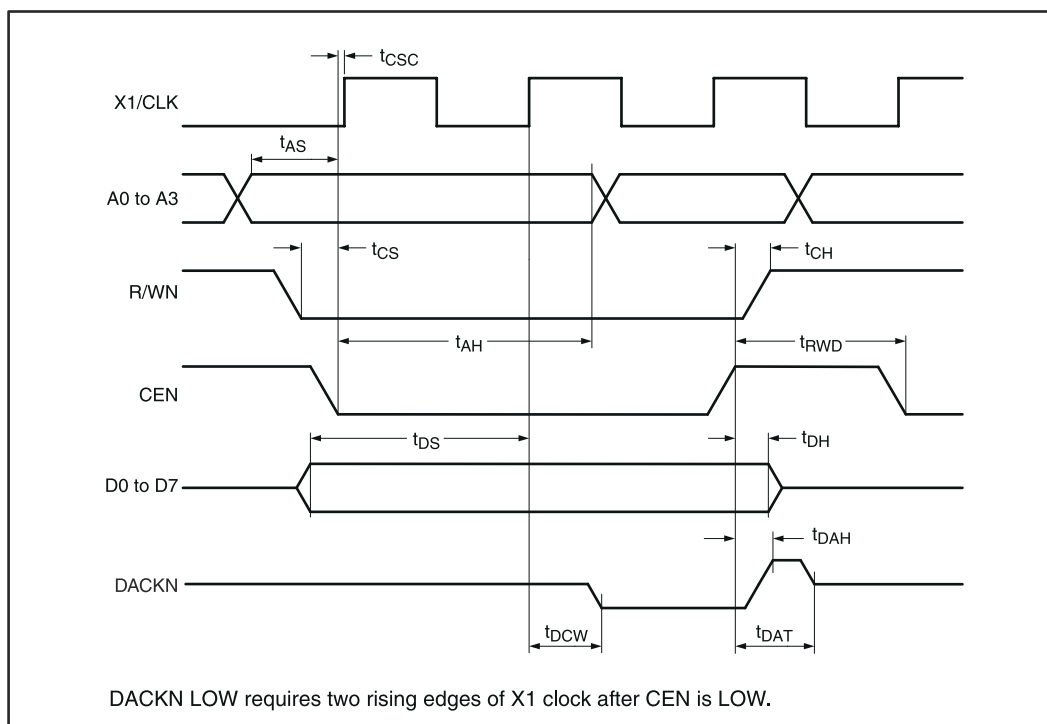 tCSC
X1/CLK
tAS
A0 to A3
tCS
tCH
R/WN
tAH
tRWD
CEN
tDS
tDH
D0 to D7
tDAH
DACKN
tDCW
tDAT
DACKN LOW requires two rising edges of X1 clock after CEN is LOW.